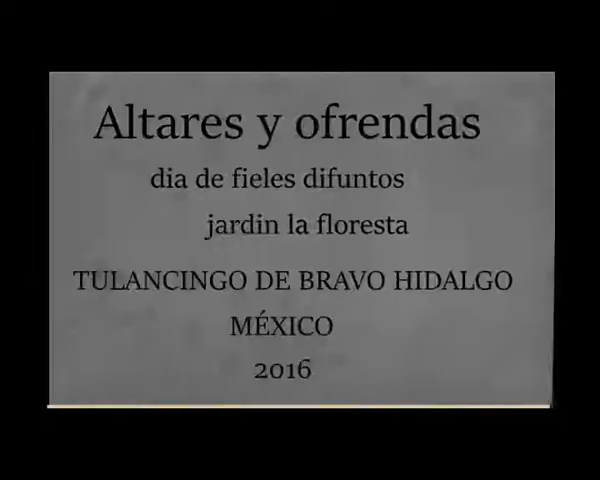 Altares y ofrendas
dia de fieles difuntos
jardin la floresta
TULANCINGO DE BRAVO HIDALGO
MÉXICO
2016